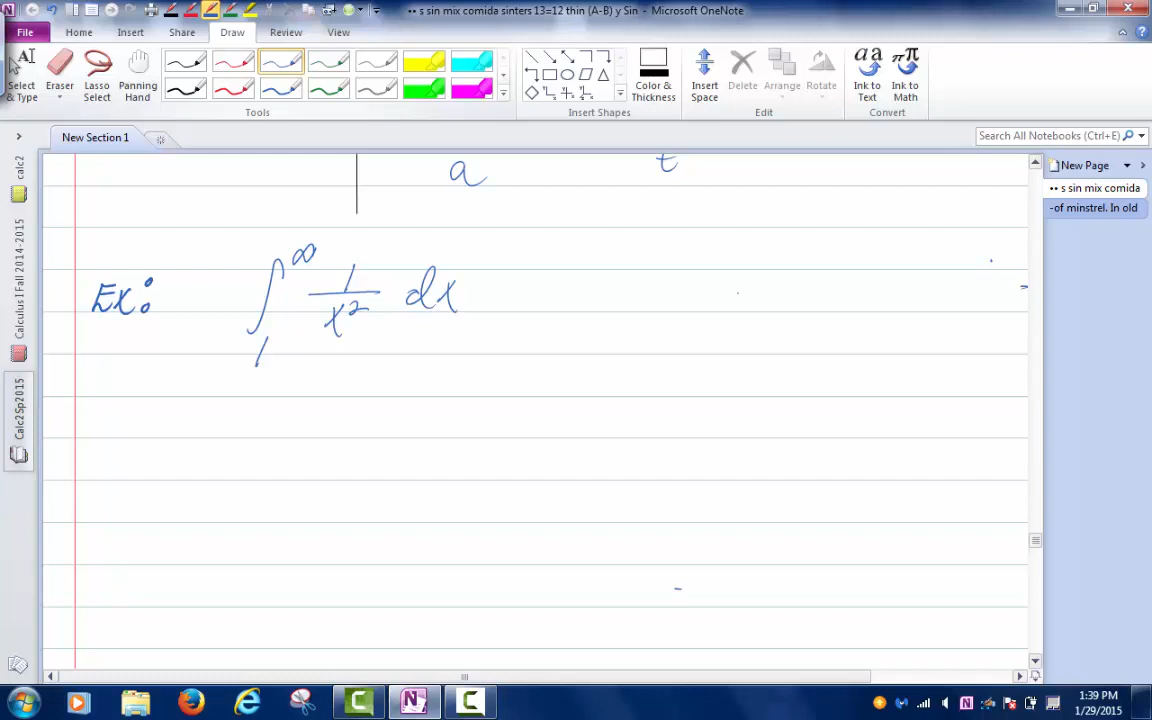 •• s sin mix comida sinters 13=12 thin (A-B) y Sin - Microsoft OneNote
File Home Insert Share Draw Review View
Select & Type
Eraser
Lasso Select
Panning Hand
Color & Thickness
Insert Space
Delete
Arrange
Rotate
Ink to Text
Ink to Math
Tools
Insert Shapes
Edit
Convert
New Section 1
Search All Notebooks (Ctrl+E)
New Page
•• s sin mix comida
-of minstrel. In old
calc2
Calculus I Fall 2014-2015
Calc2Sp2015
a t
Ex: ∫₁^∞ 1/x² dx
1:39 PM
1/29/2015